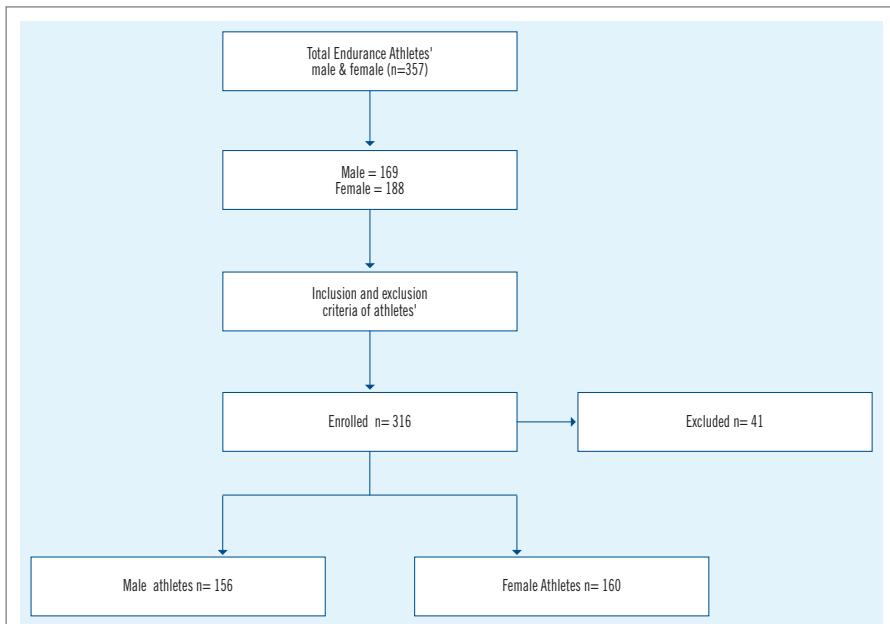 Total Endurance Athletes'
male & female (n=357)
Male = 169
Female = 188
Inclusion and exclusion
criteria of athletes'
Enrolled n= 316
Excluded n= 41
Male athletes n= 156
Female Athletes n= 160